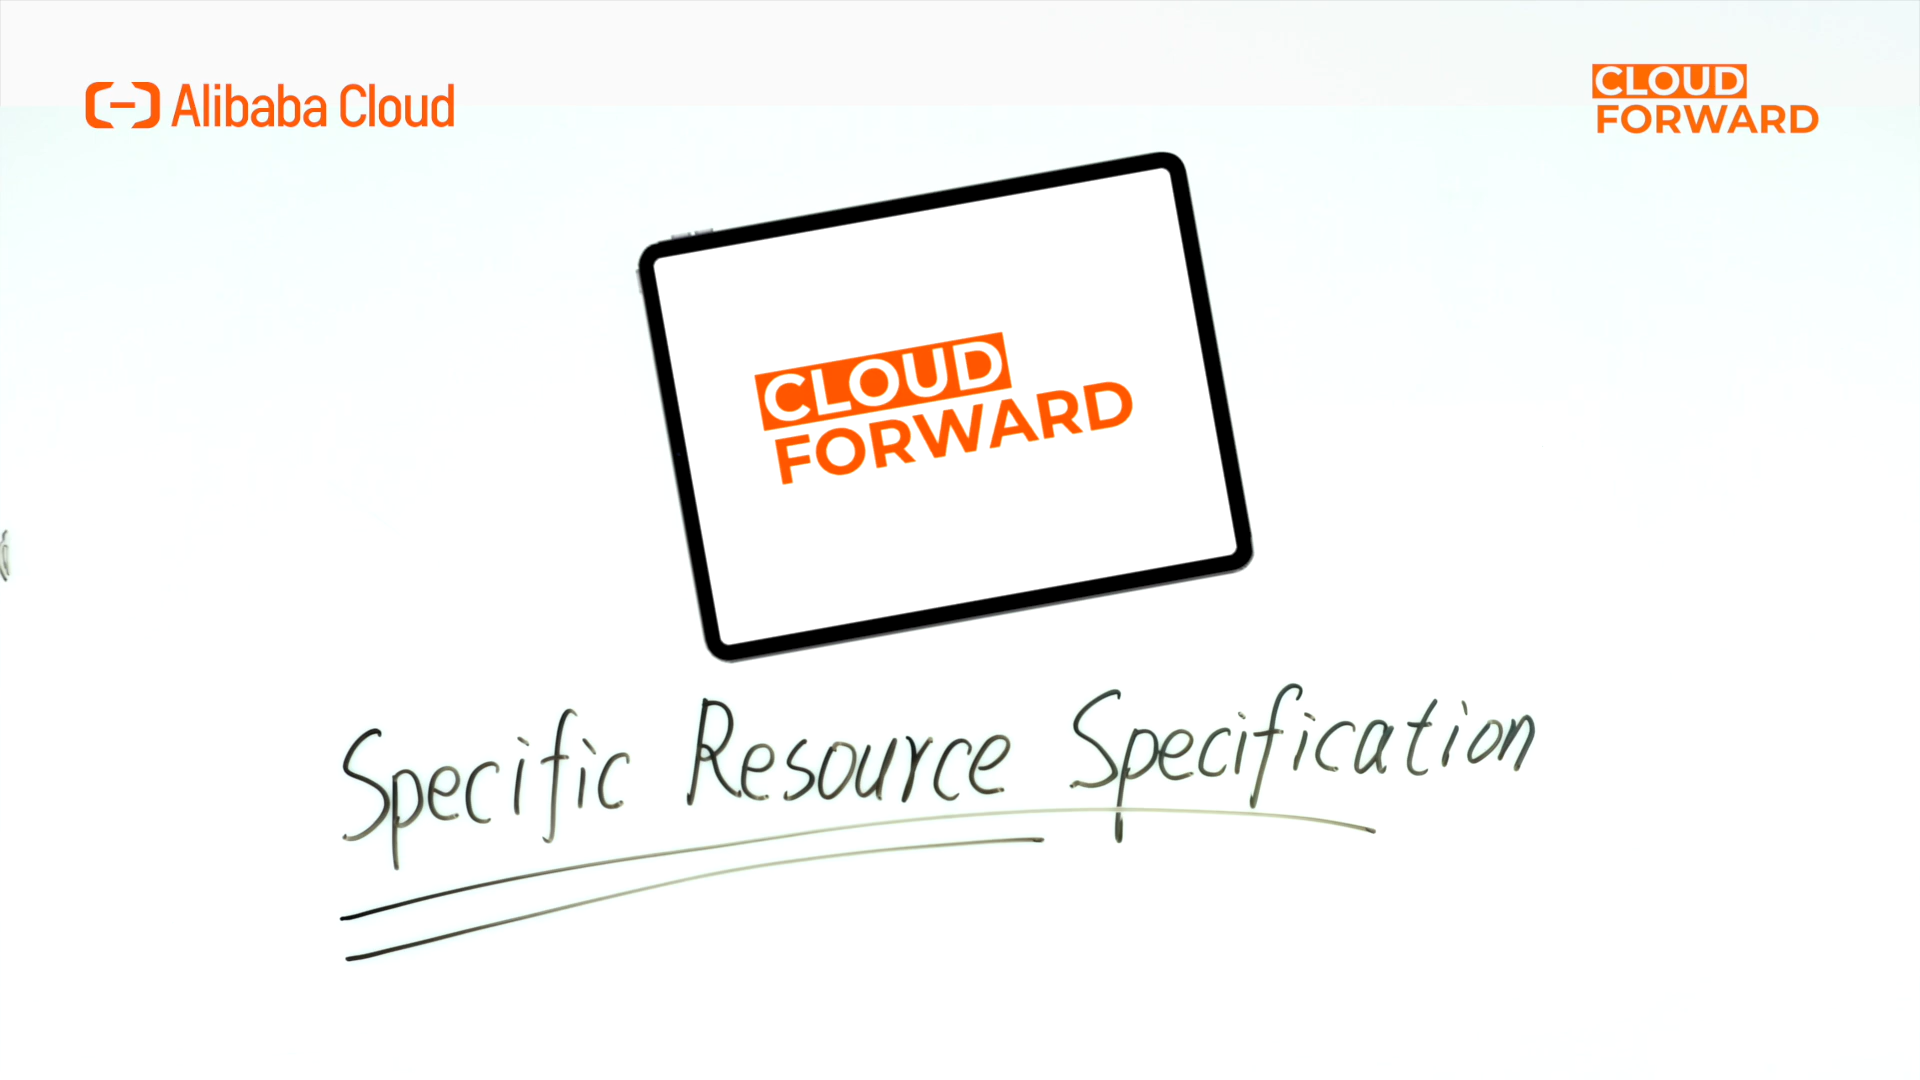 Alibaba Cloud
CLOUD
FORWARD
CLOUD
FORWARD
Specific Resource Specification